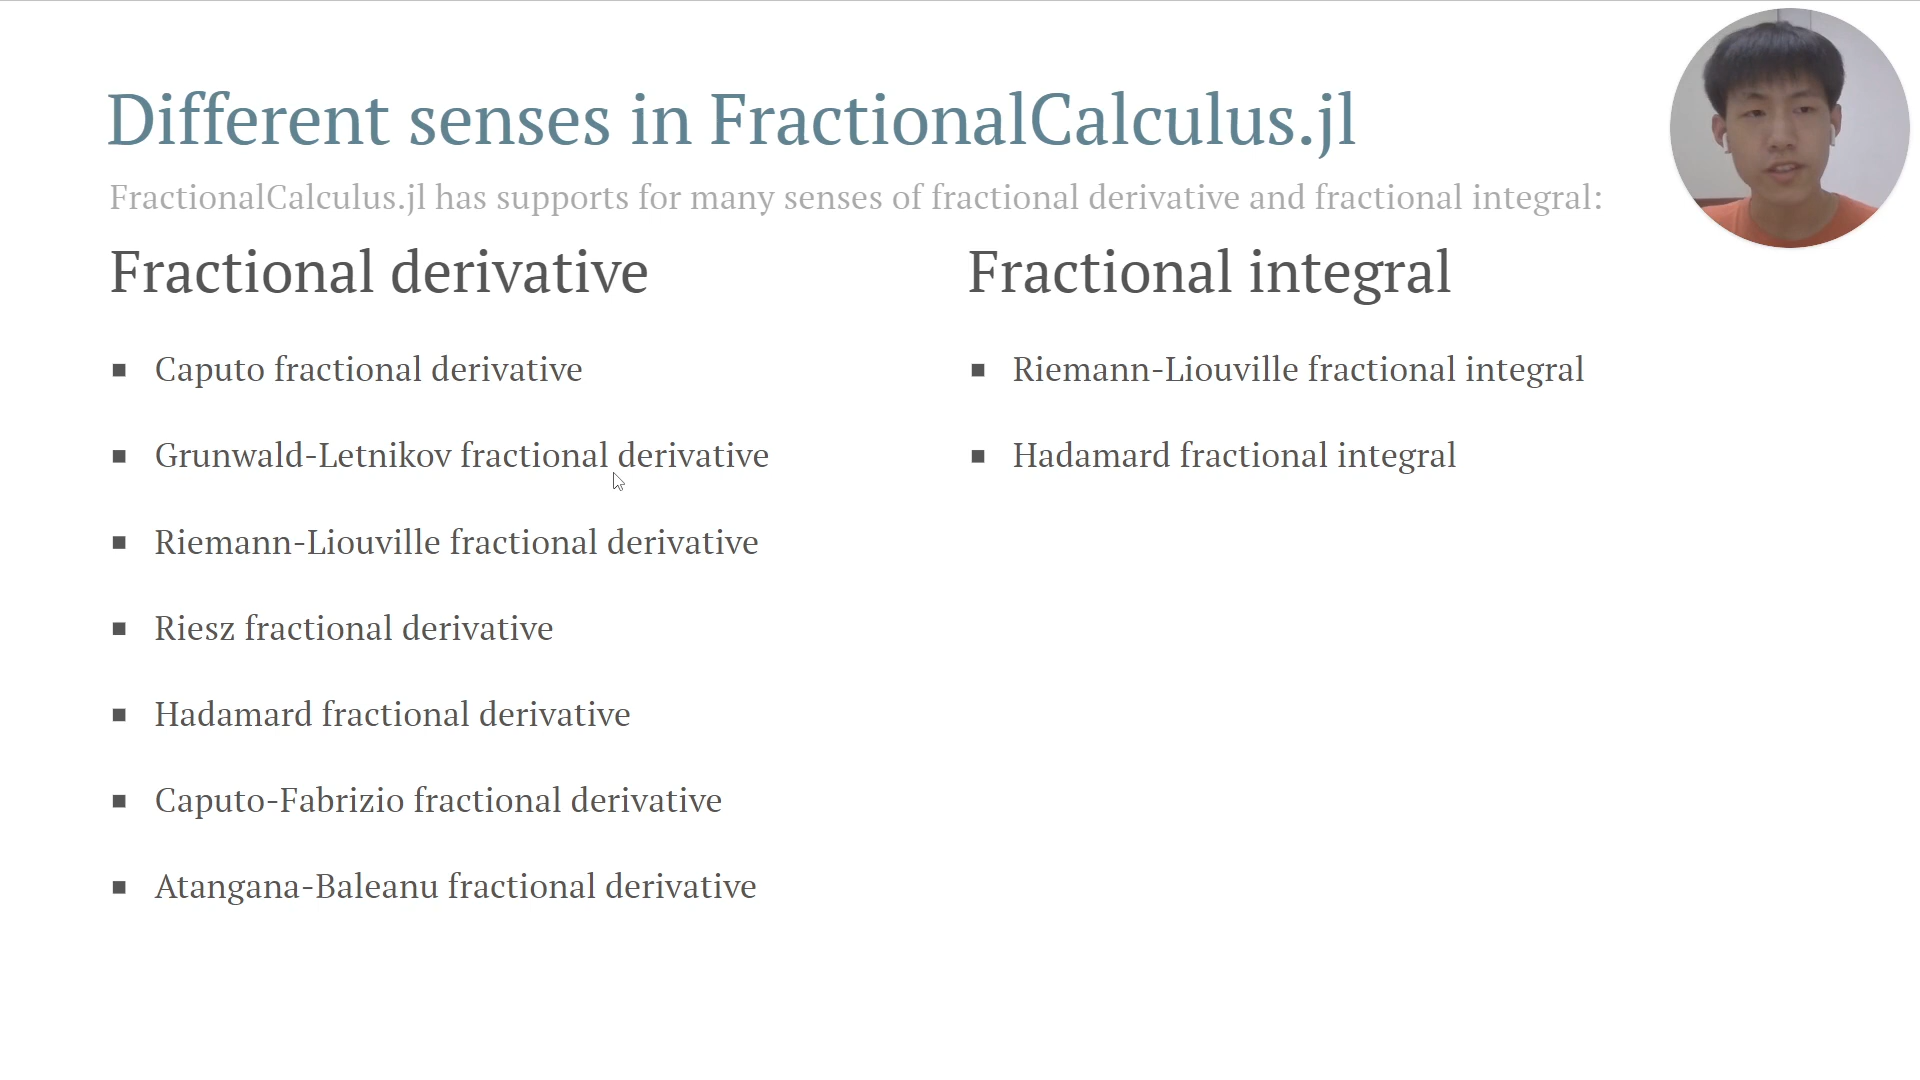 Different senses in FractionalCalculus.jl
FractionalCalculus.jl has supports for many senses of fractional derivative and fractional integral:
Fractional derivative
Caputo fractional derivative
Grunwald-Letnikov fractional derivative
Riemann-Liouville fractional derivative
Riesz fractional derivative
Hadamard fractional derivative
Caputo-Fabrizio fractional derivative
Atangana-Baleanu fractional derivative
Fractional integral
Riemann-Liouville fractional integral
Hadamard fractional integral